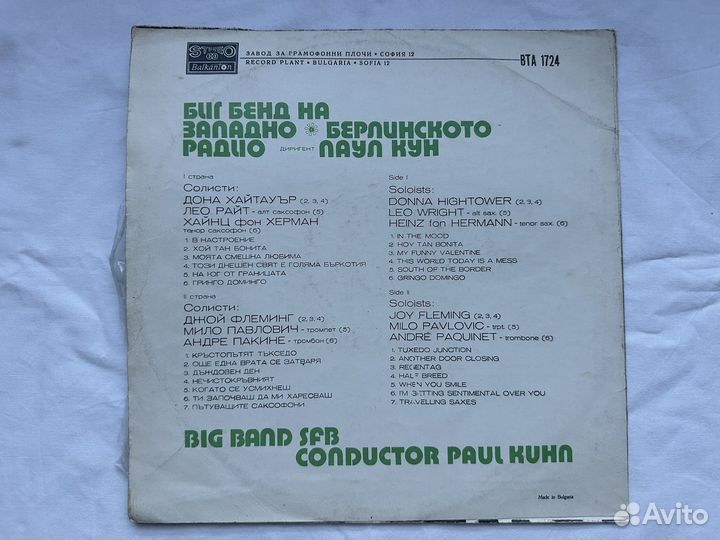 STEREO
Balkanton
ЗАВОД ЗА ГРАМОФОННИ ПЛОЧИ • СОФИЯ 12
RECORD PLANT • BULGARIA • SOFIA 12
ВТА 1724
БИГ БЕНД НА
ЗАПАДНО БЕРЛИНСКОТО
РАДИО ДИРИГЕНТ ПАУЛ КУН
I страна
Солисти:
ДОНА ХАЙТАУЪР (2, 3, 4)
ЛЕО РАЙТ - алт саксофон (5)
ХАЙНЦ фон ХЕРМАН
тенор саксофон (6)
1. В НАСТРОЕНИЕ
2. ХОЙ ТАН БОНИТА
3. МОЯТА СМЕШНА ЛЮБИМА
4. ТОЗИ ДНЕШЕН СВЯТ Е ГОЛЯМА БЪРКОТИЯ
5. НА ЮГ ОТ ГРАНИЦАТА
6. ГРИНГО ДОМИНГО
Side I
Soloists:
DONNA HIGHTOWER (2, 3, 4)
LEO WRIGHT - alt sax. (5)
HEINZ fon HERMANN - tenor sax. (6)
1. IN THE MOOD
2. HOY TAN BONITA
3. MY FUNNY VALENTINE
4. THIS WORLD TODAY IS A MESS
5. SOUTH OF THE BORDER
6. GRINGO DOMINGO
II страна
Солисти:
ДЖОЙ ФЛЕМИНГ (2, 3, 4)
МИЛО ПАВЛОВИЧ - тромпет (5)
АНДРЕ ПАКИНЕ - тромбон (6)
1. КРЪСТОПЪТЯТ ТЪКСЕДО
2. ОЩЕ ЕДНА ВРАТА СЕ ЗАТВАРЯ
3. ДЪЖДОВЕН ДЕН
4. НЕЧИСТОКРЪВНИЯТ
5. КОГАТО СЕ УСМИХНЕШ
6. ТИ ЗАПОЧВАШ ДА МИ ХАРЕСВАШ
7. ПЪТУВАЩИТЕ САКСОФОНИ
Side II
Soloists:
JOY FLEMING (2, 3, 4)
MILO PAVLOVIC - trpt. (5)
ANDRÉ PAQUINET - trombone (6)
1. TUXEDO JUNCTION
2. ANOTHER DOOR CLOSING
3. REGENTAG
4. HALF BREED
5. WHEN YOU SMILE
6. I'M GETTING SENTIMENTAL OVER YOU
7. TRAVELLING SAXES
BIG BAND SFB
CONDUCTOR PAUL KUHN
Made in Bulgaria
Avito